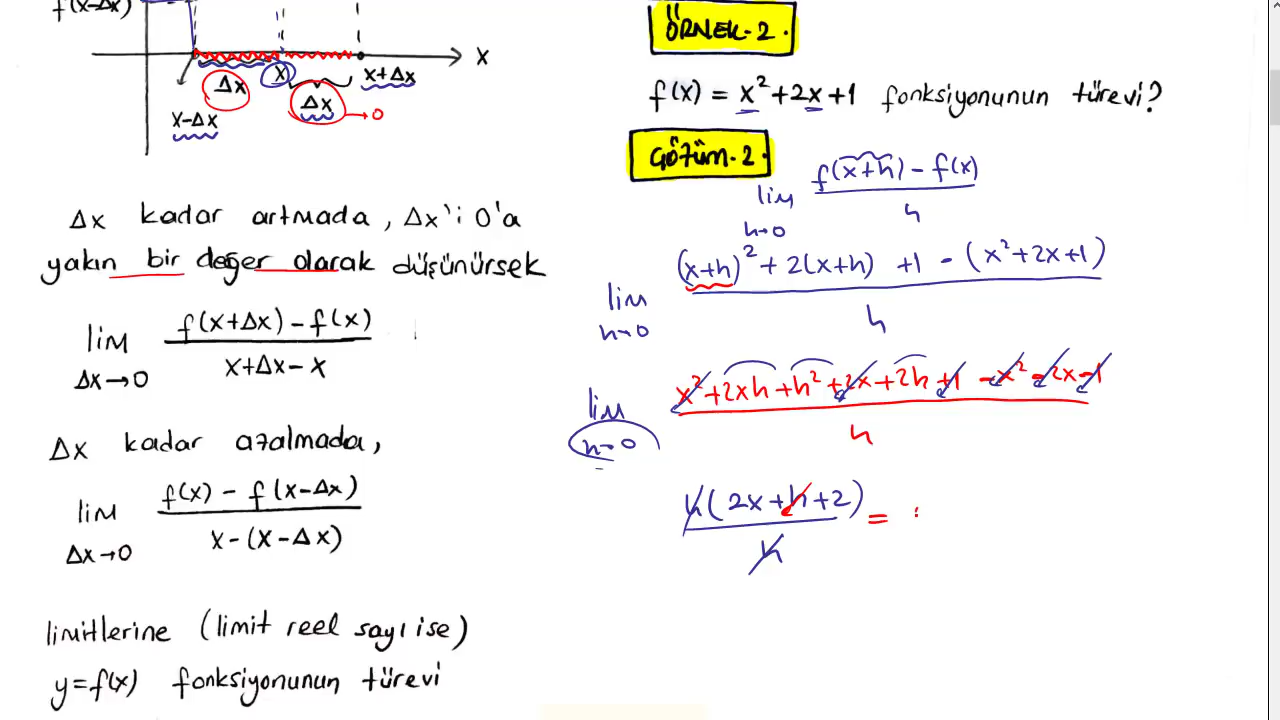 f(x-Δx)
x
Δx
x
x+Δx
Δx
→0
x-Δx
Δx kadar artmada, Δx'i 0'a
yakın bir değer olarak düşünürsek
lim Δx→0 f(x+Δx) - f(x) / x+Δx-x
Δx kadar azalmada,
lim Δx→0 f(x) - f(x-Δx) / x-(x-Δx)
limitlerine (limit reel sayı ise)
y=f(x) fonksiyonunun türevi
ÖRNEK-2
f(x) = x²+2x+1 fonksiyonunun türevi?
ÇÖZÜM-2
lim h→0 f(x+h) - f(x) / h
lim h→0 (x+h)² + 2(x+h) +1 - (x²+2x+1) / h
lim h→0 x²+2xh+h²+2x+2h+1 -x²-2x-1 / h
h(2x+h+2) / h =